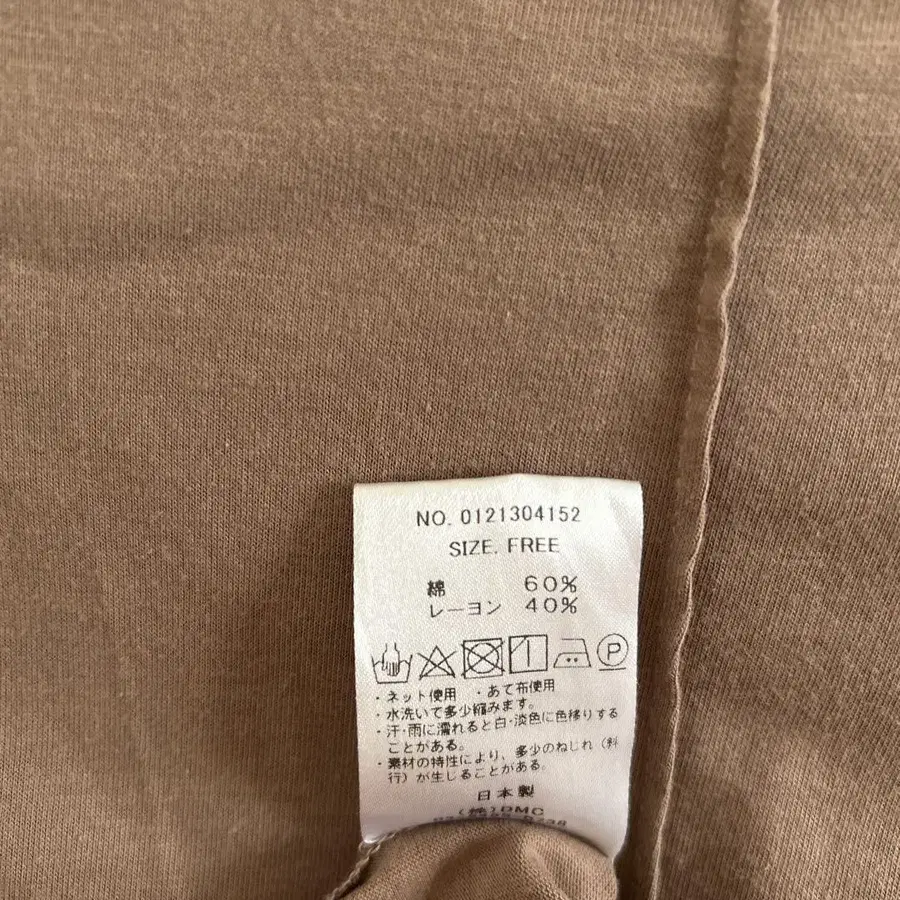 NO. 0121304152
SIZE. FREE
綿 60%
レーヨン 40%
P
・ネット使用 ・あて布使用
・水洗いで多少縮みます。
・汗・雨に濡れると白・淡色に色移りする
ことがある。
・素材の特性により、多少のねじれ（斜
行）が生じることがある。
日本製
(株)DMC